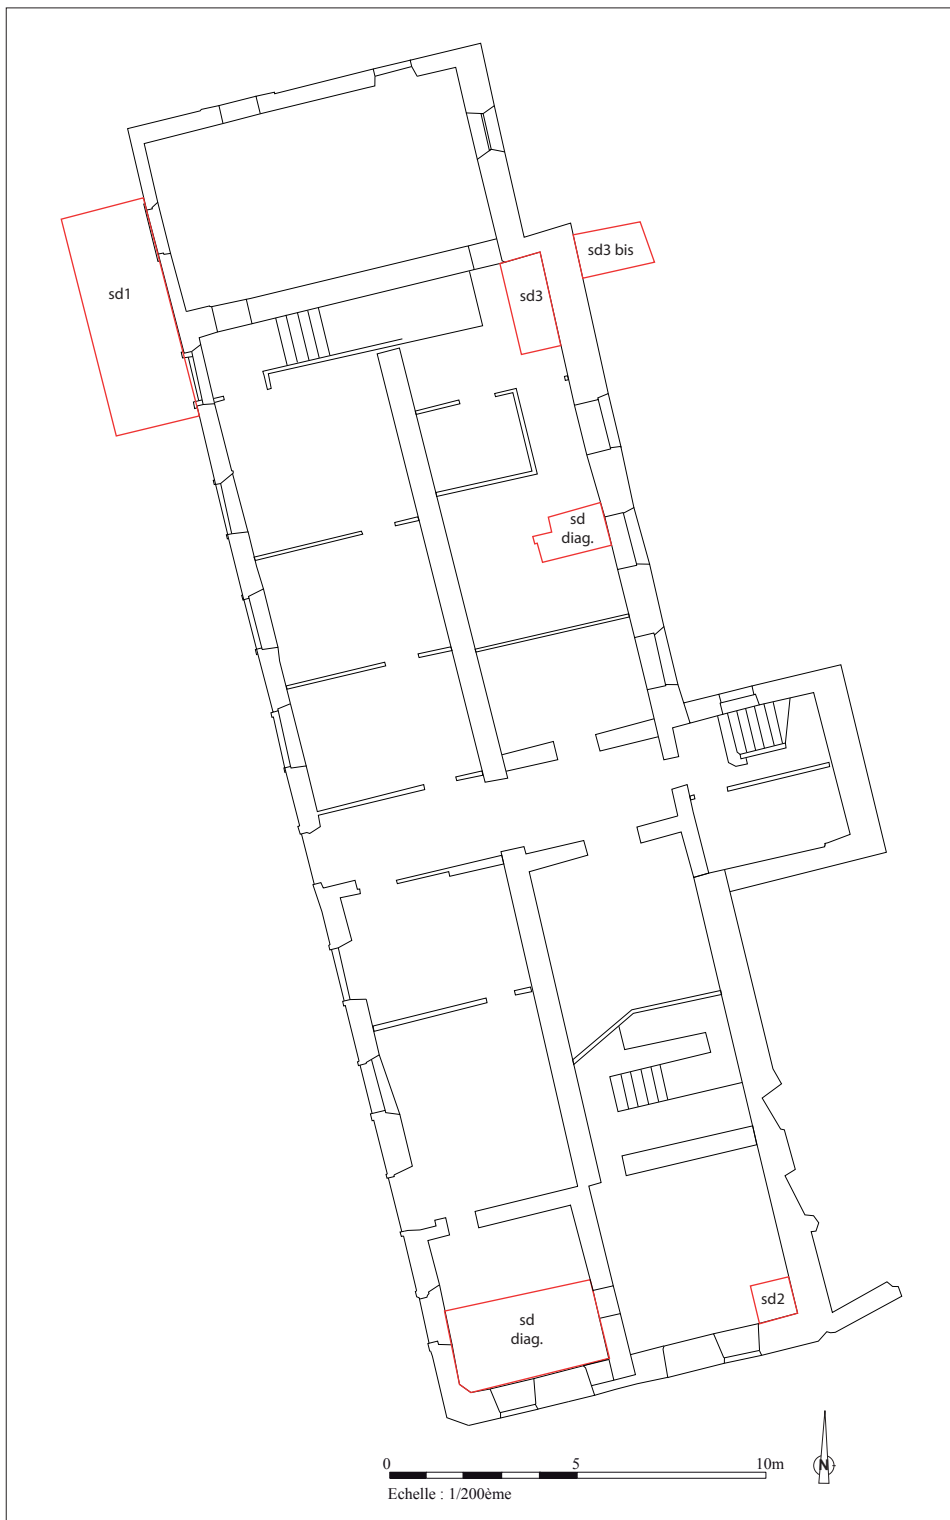 sd3 bis
sd1
sd3
sd
diag.
sd2
sd
diag.
0
5
10m
N
Echelle : 1/200ème